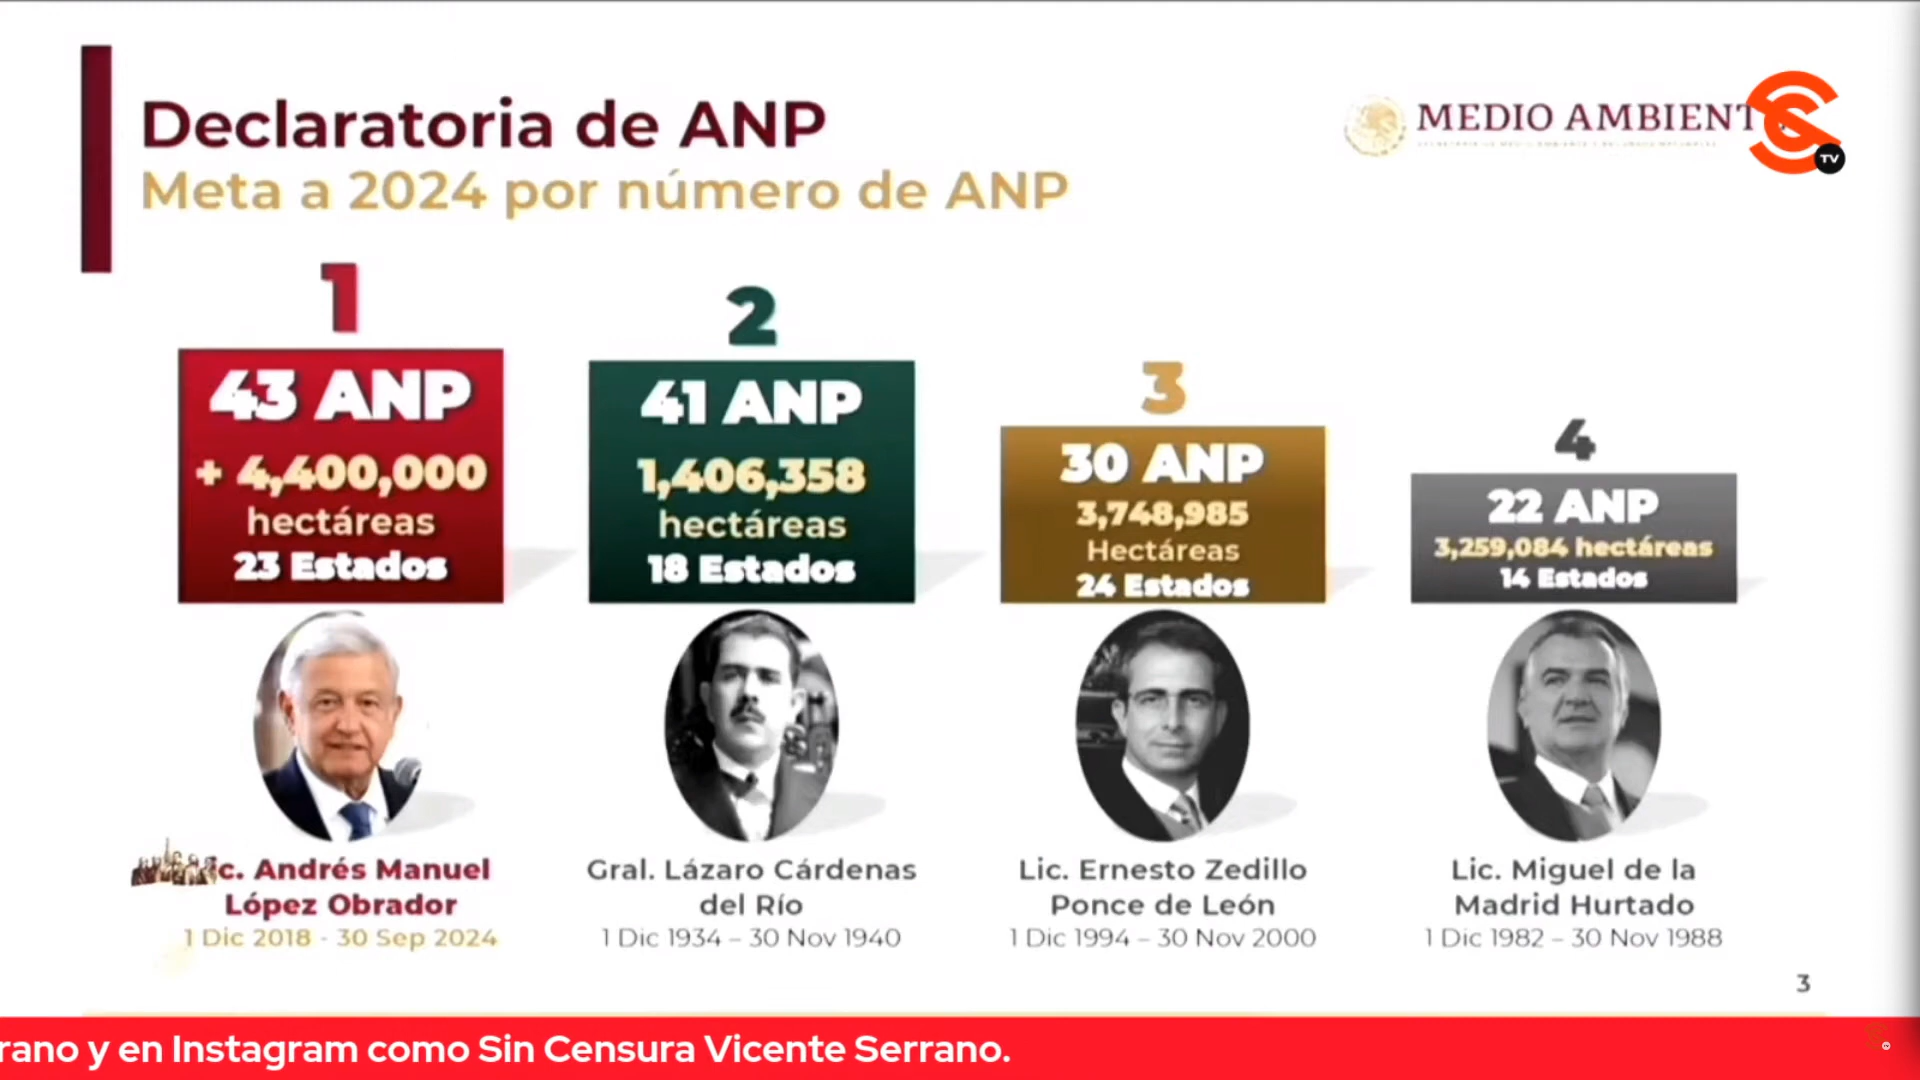 Declaratoria de ANP
Meta a 2024 por número de ANP
MEDIO AMBIENT
TV
1
43 ANP
+ 4,400,000
hectáreas
23 Estados
2
41 ANP
1,406,358
hectáreas
18 Estados
3
30 ANP
3,748,985
Hectáreas
24 Estados
4
22 ANP
3,259,084 hectáreas
14 Estados
c. Andrés Manuel
López Obrador
1 Dic 2018 - 30 Sep 2024
Gral. Lázaro Cárdenas
del Río
1 Dic 1934 – 30 Nov 1940
Lic. Ernesto Zedillo
Ponce de León
1 Dic 1994 – 30 Nov 2000
Lic. Miguel de la
Madrid Hurtado
1 Dic 1982 – 30 Nov 1988
3
rano y en Instagram como Sin Censura Vicente Serrano.